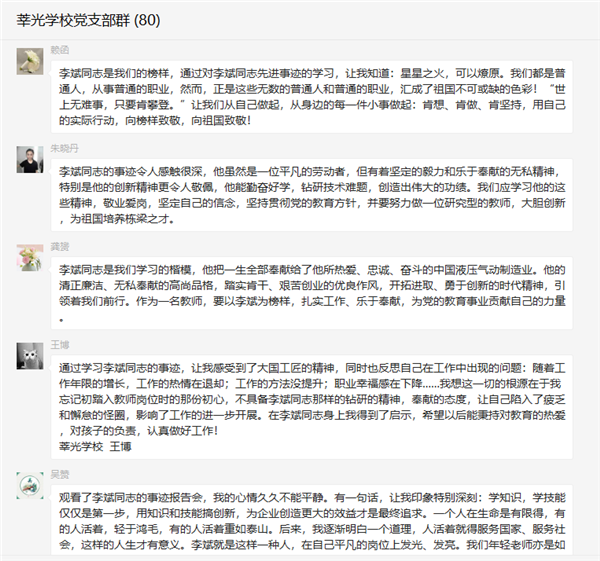 莘光学校党支部群 (80)
赖函
李斌同志是我们的榜样，通过对李斌同志先进事迹的学习，让我知道：星星之火，可以燎原。我们都是普
通人，从事普通的职业，然而，正是这些无数的普通人和普通的职业，汇成了祖国不可或缺的色彩！“世
上无难事，只要肯攀登。”让我们从自己做起，从身边的每一件小事做起：肯想、肯做、肯坚持，用自己
的实际行动，向榜样致敬，向祖国致敬！
朱晓丹
李斌同志的事迹令人感触很深，他虽然是一位平凡的劳动者，但有着坚定的毅力和乐于奉献的无私精神，
特别是他的创新精神更令人敬佩，他能勤奋好学，钻研技术难题，创造出伟大的功绩。我们应学习他的这
些精神，敬业爱岗，坚定自己的信念，坚持贯彻党的教育方针，并要努力做一位研究型的教师，大胆创新
，为祖国培养栋梁之才。
龚赟
李斌同志是我们学习的楷模，他把一生全部奉献给了他所热爱、忠诚、奋斗的中国液压气动制造业。他的
清正廉洁、无私奉献的高尚品格，踏实肯干、艰苦创业的优良作风，开拓进取、勇于创新的时代精神，引
领着我们前行。作为一名教师，要以李斌为榜样，扎实工作、乐于奉献，为党的教育事业贡献自己的力量
。
王博
通过学习李斌同志的事迹，让我感受到了大国工匠的精神，同时也反思自己在工作中出现的问题：随着工
作年限的增长，工作的热情在退却；工作的方法没提升；职业幸福感在下降......我想这一切的根源在于我
忘记初踏入教师岗位时的那份初心，不具备李斌同志那样的钻研的精神，奉献的态度，让自己陷入了疲乏
和懈怠的怪圈，影响了工作的进一步开展。在李斌同志身上我得到了启示，希望以后能秉持对教育的热爱
，对孩子的负责，认真做好工作！
莘光学校 王博
吴赞
观看了李斌同志的事迹报告会，我的心情久久不能平静。有一句话，让我印象特别深刻：学知识，学技能
仅仅是第一步，用知识和技能搞创新，为企业创造更大的效益才是最终追求。一个人在生命是有限得，有
的人活着，轻于鸿毛，有的人活着重如泰山。后来，我逐渐明白一个道理，人活着就得服务国家、服务社
会，这样的人生才有意义。李斌就是这样一种人，在自己平凡的岗位上发光、发亮。我们年轻老师亦是如